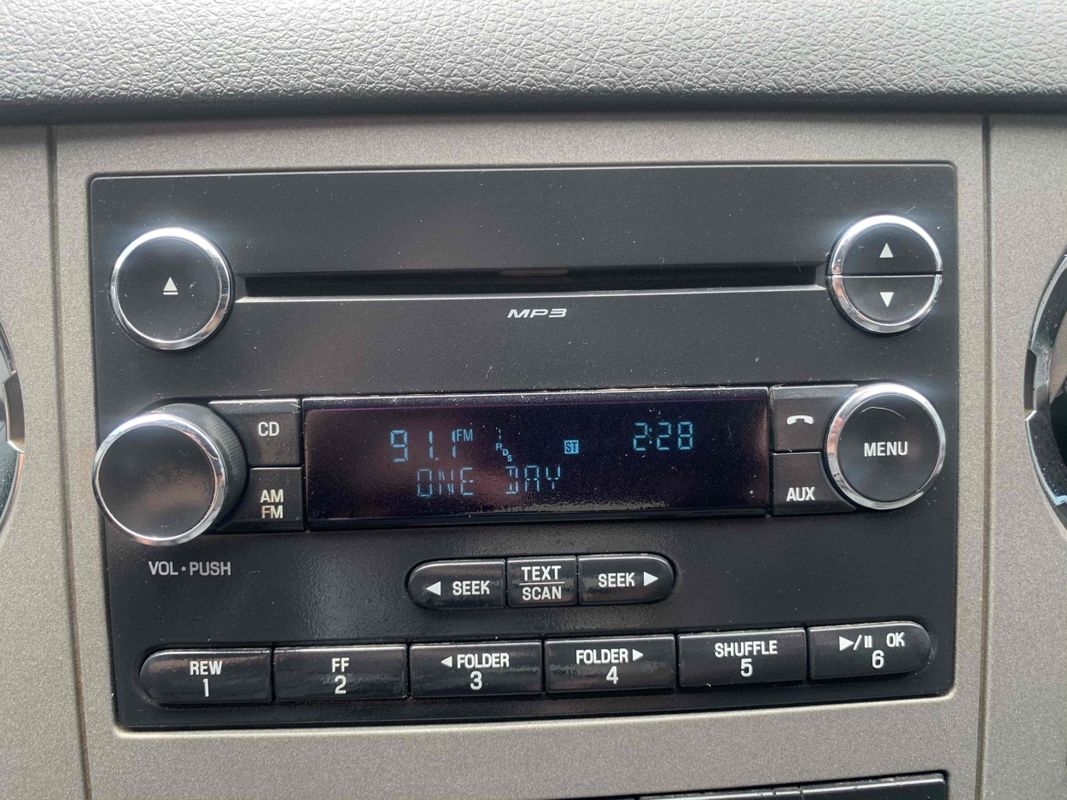 MP3
CD
AM
FM
91.1 FM RDS ST 2:28
ONE DAY
MENU
AUX
VOL • PUSH
◀ SEEK
TEXT
SCAN
SEEK ▶
REW
1
FF
2
◀ FOLDER
3
FOLDER ▶
4
SHUFFLE
5
▶/II OK
6